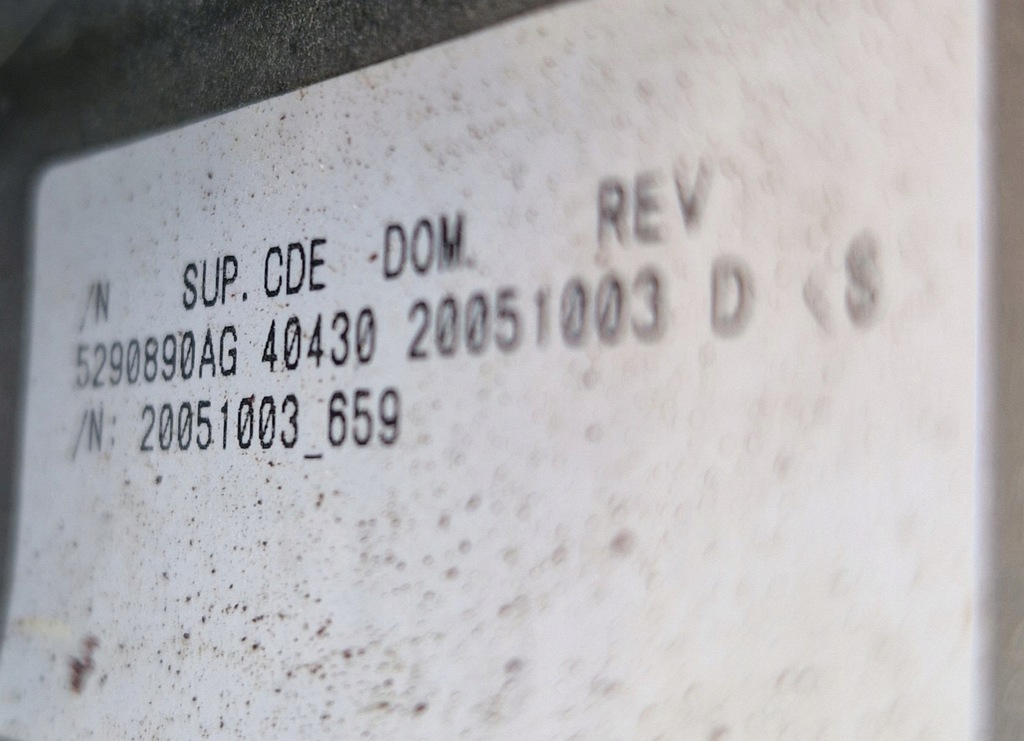 /N SUP. CDE DOM. REV
5290890AG 40430 20051003 D <S
/N: 20051003_659